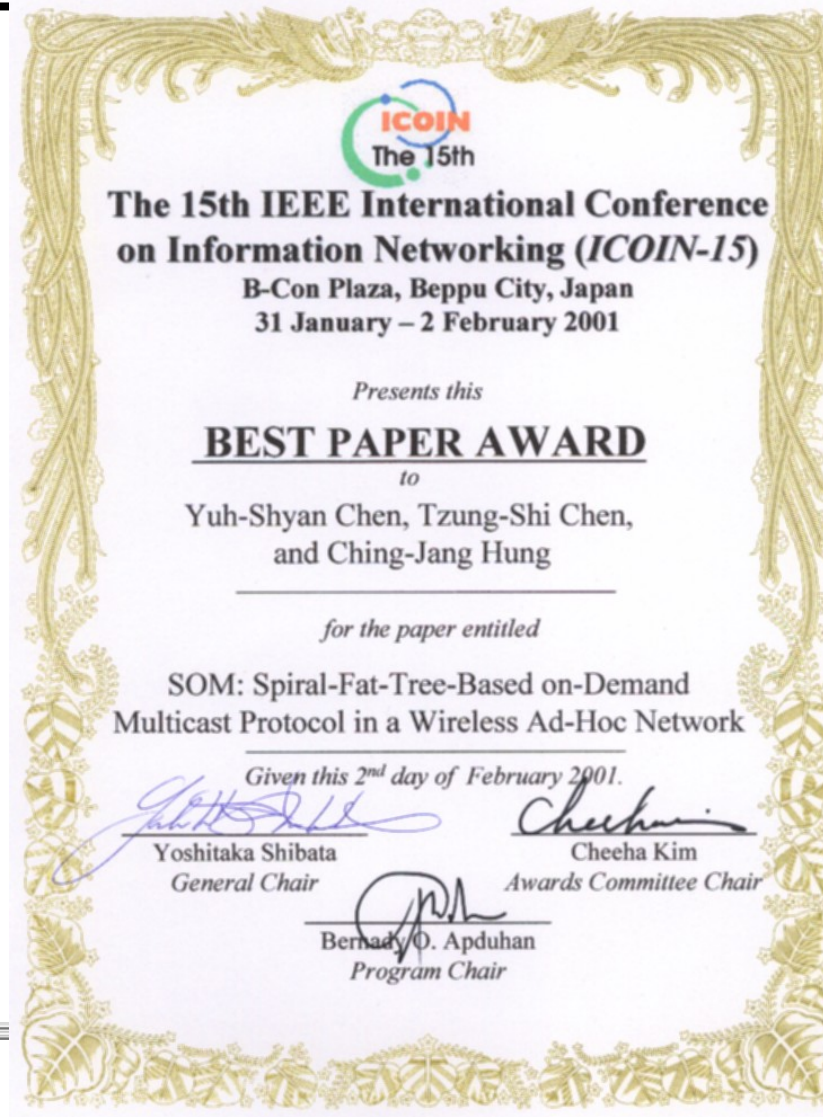 ICOIN
The 15th
The 15th IEEE International Conference
on Information Networking (ICOIN-15)
B-Con Plaza, Beppu City, Japan
31 January – 2 February 2001
Presents this
BEST PAPER AWARD
to
Yuh-Shyan Chen, Tzung-Shi Chen,
and Ching-Jang Hung
for the paper entitled
SOM: Spiral-Fat-Tree-Based on-Demand
Multicast Protocol in a Wireless Ad-Hoc Network
Given this 2nd day of February 2001.
Yoshitaka Shibata
General Chair
Cheeha Kim
Awards Committee Chair
Bernady O. Apduhan
Program Chair